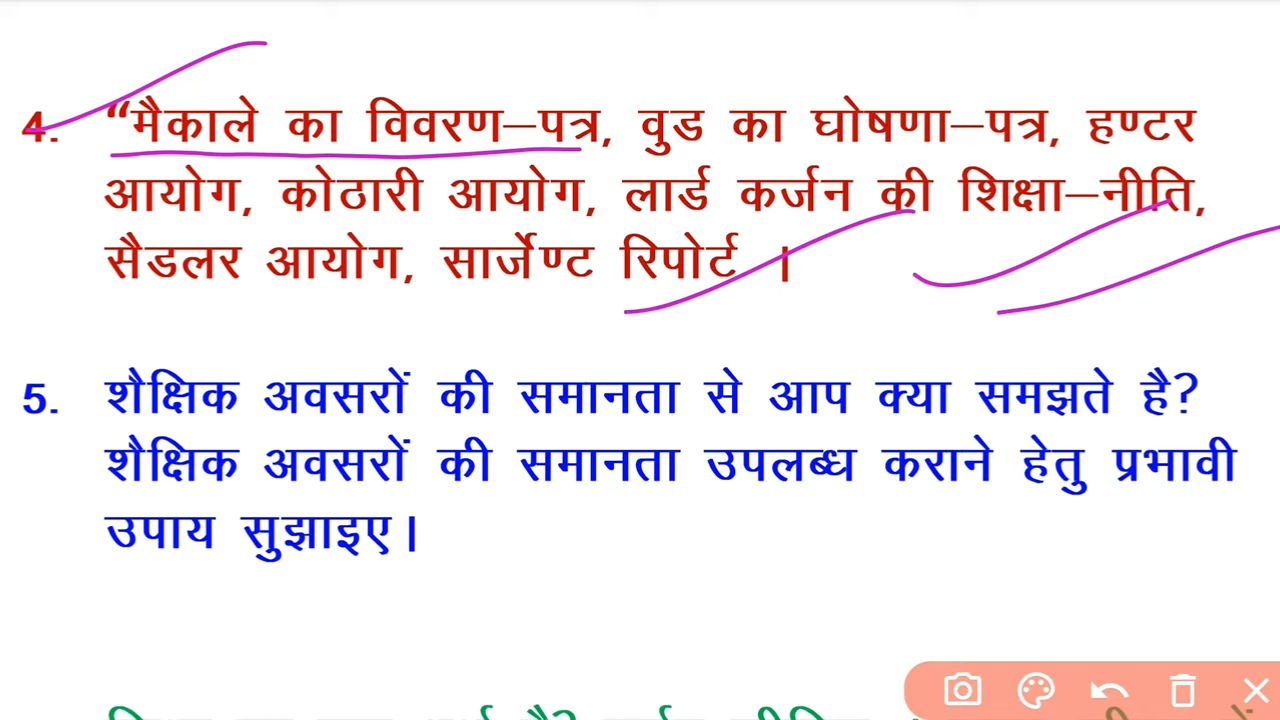 4. “मैकाले का विवरण–पत्र, वुड का घोषणा–पत्र, हण्टर
आयोग, कोठारी आयोग, लार्ड कर्जन की शिक्षा–नीति,
सैडलर आयोग, सार्जेण्ट रिपोर्ट ।
5. शैक्षिक अवसरों की समानता से आप क्या समझते है?
शैक्षिक अवसरों की समानता उपलब्ध कराने हेतु प्रभावी
उपाय सुझाइए।